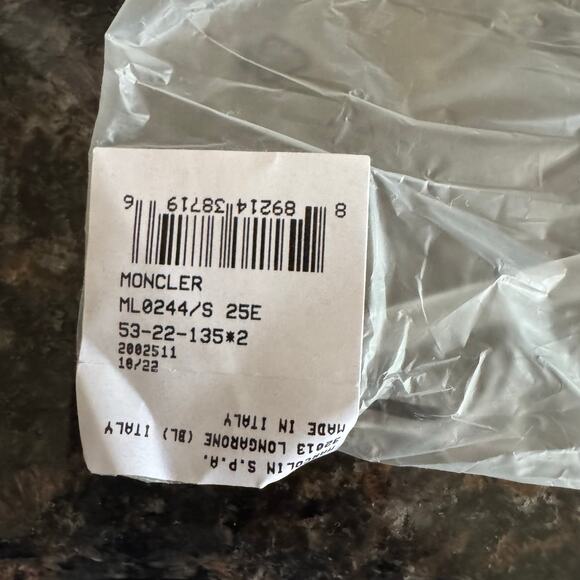 8 89214 38719 6
MONCLER
ML0244/S 25E
53-22-135*2
2002511
10/22
MARCOLIN S.P.A.
32013 LONGARONE (BL) ITALY
MADE IN ITALY